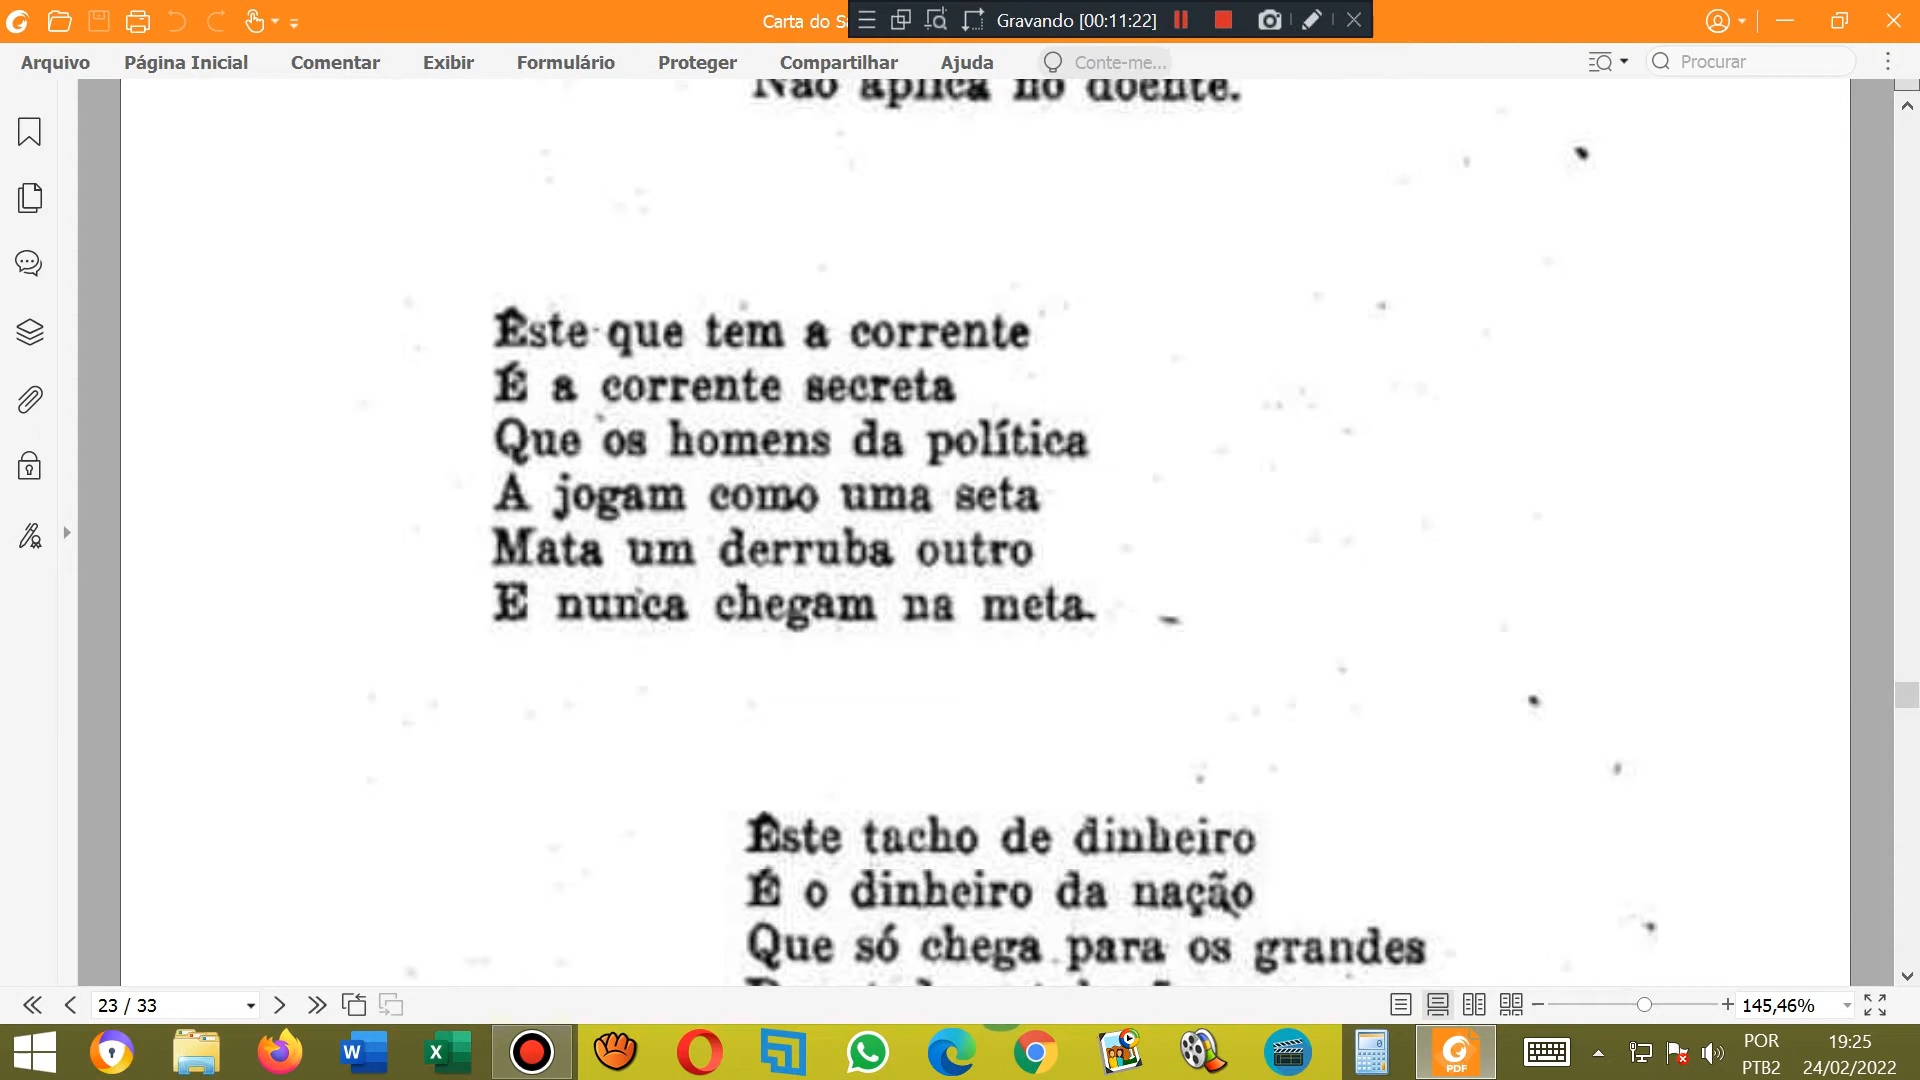 Carta do S
Gravando [00:11:22]
Arquivo Página Inicial Comentar Exibir Formulário Proteger Compartilhar Ajuda Conte-me... Procurar
Não aplica no doente.
Êste que tem a corrente
É a corrente secreta
Que os homens da política
A jogam como uma seta
Mata um derruba outro
E nunca chegam na meta.
Êste tacho de dinheiro
É o dinheiro da nação
Que só chega para os grandes
23 / 33
145,46%
POR
PTB2
19:25
24/02/2022
PDF